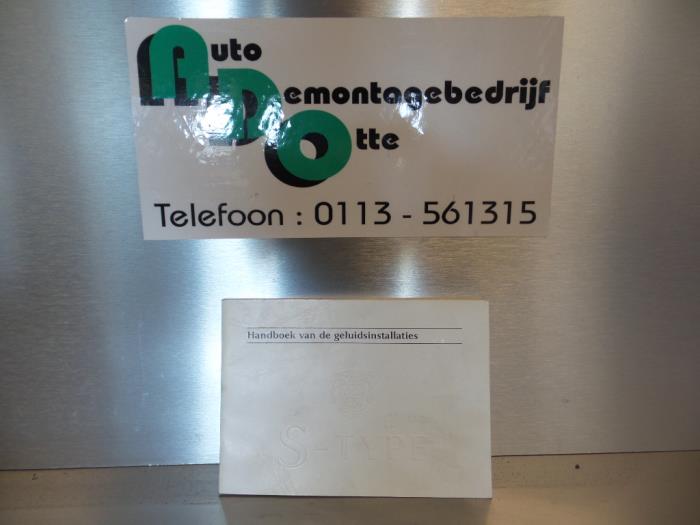 Auto
Demontagebedrijf
Otte
Telefoon : 0113 - 561315
Handboek van de geluidsinstallaties
S-TYPE